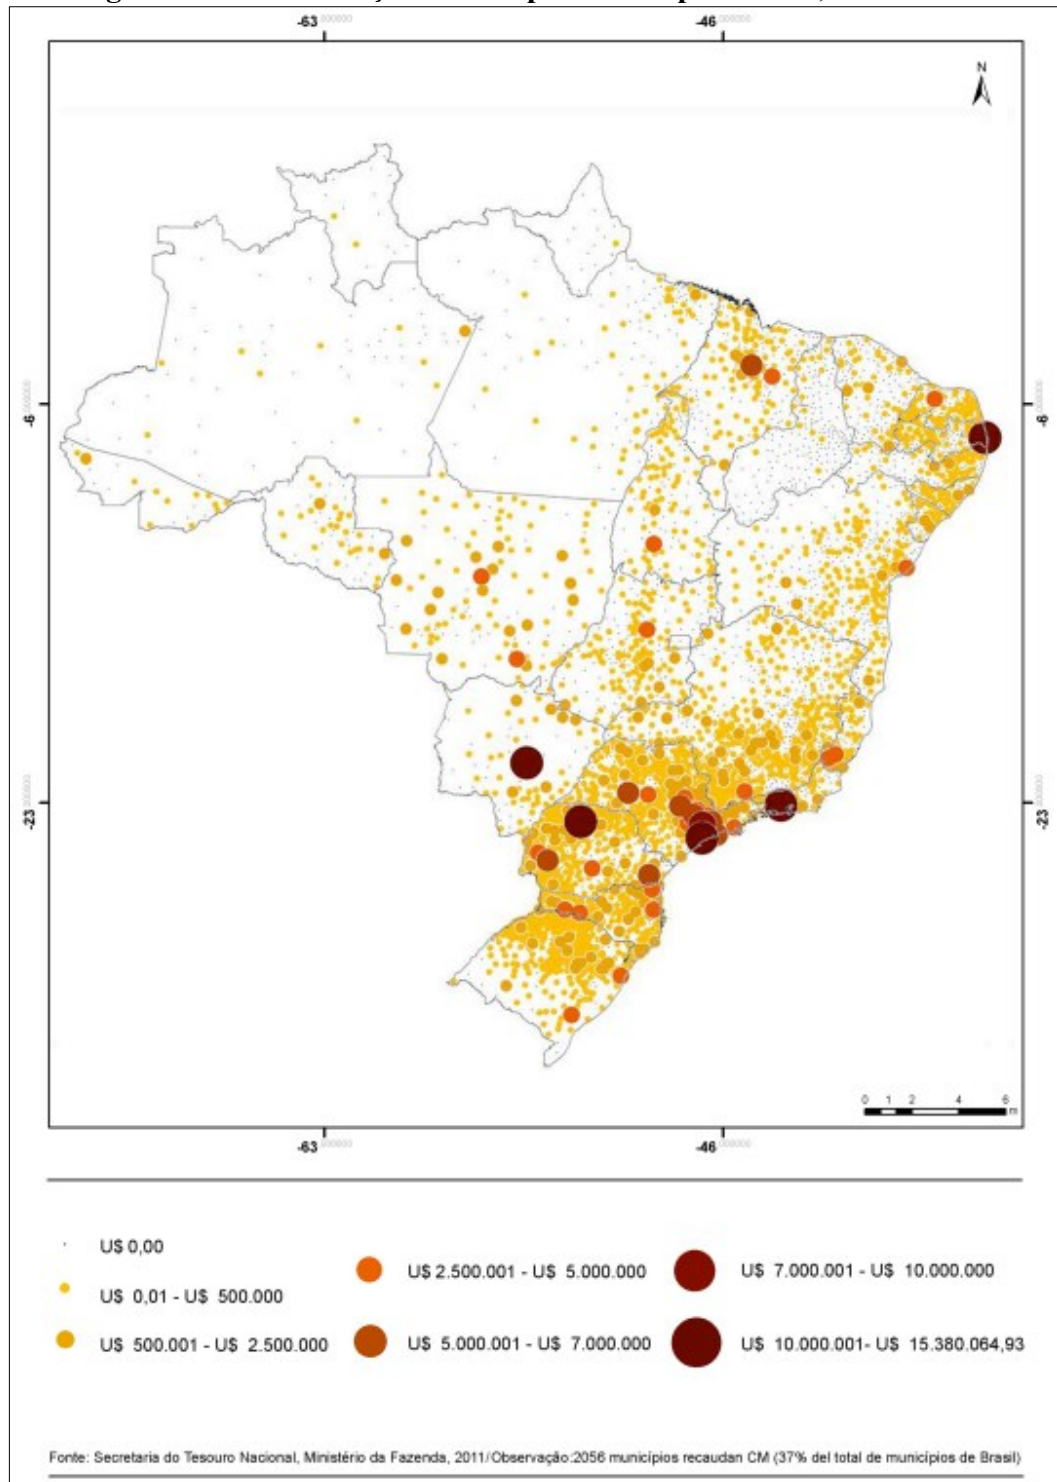 -63 -46
N
-6 -6
-23 -23
0 1 2 4 6
m
-63 -46
U$ 0,00
U$ 0,01 - U$ 500.000
U$ 500.001 - U$ 2.500.000
U$ 2.500.001 - U$ 5.000.000
U$ 5.000.001 - U$ 7.000.000
U$ 7.000.001 - U$ 10.000.000
U$ 10.000.001- U$ 15.380.064,93
Fonte: Secretaria do Tesouro Nacional, Ministério da Fazenda, 2011/Observação:2056 municípios recaudan CM (37% del total de municípios de Brasil)